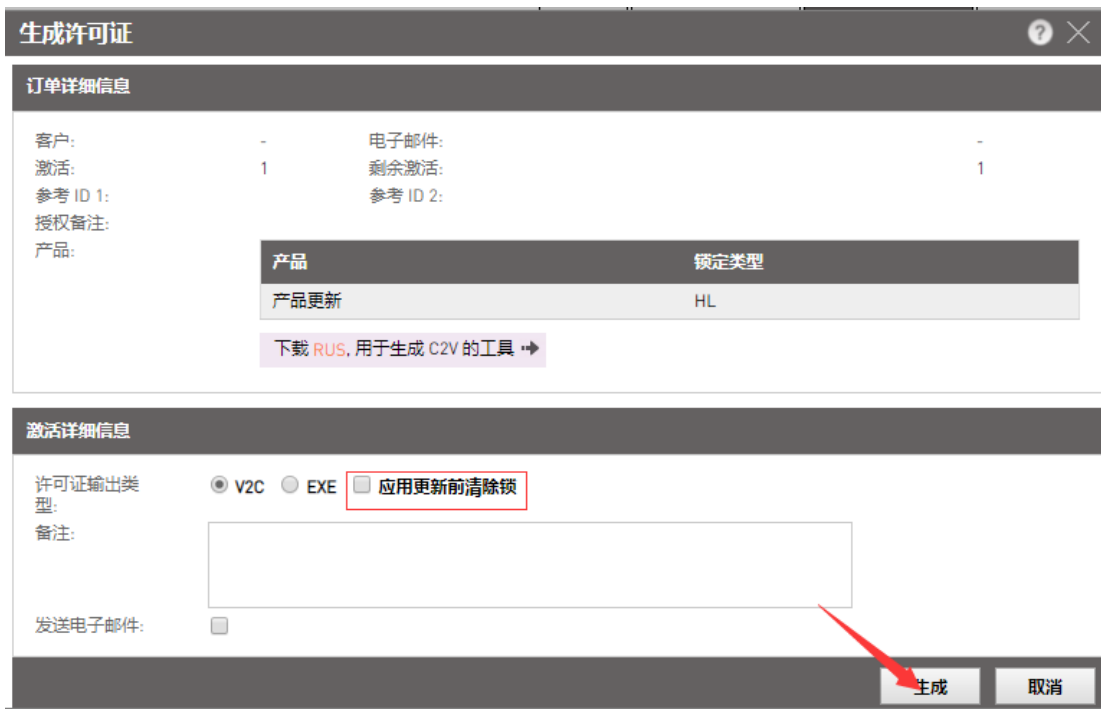 生成许可证
订单详细信息
客户: - 电子邮件: -
激活: 1 剩余激活: 1
参考 ID 1: 参考 ID 2:
授权备注:
产品:
产品 锁定类型
产品更新 HL
下载 RUS, 用于生成 C2V 的工具
激活详细信息
许可证输出类
型:
V2C EXE 应用更新前清除锁
备注:
发送电子邮件:
生成 取消